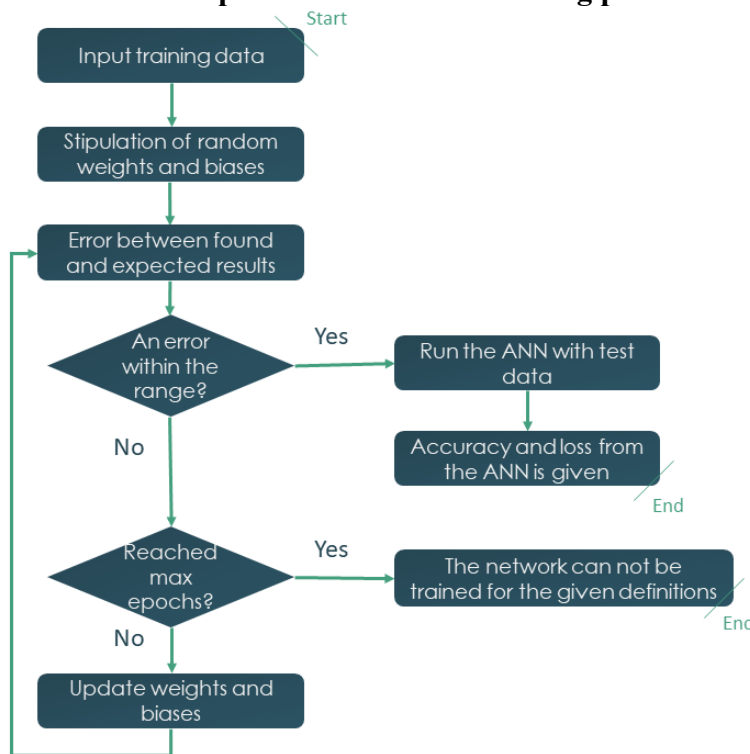 Start
Input training data
Stipulation of random
weights and biases
Error between found
and expected results
An error
within the
range?
Yes
Run the ANN with test
data
Accuracy and loss from
the ANN is given
End
No
Reached
max
epochs?
Yes
The network can not be
trained for the given definitions
End
No
Update weights and
biases